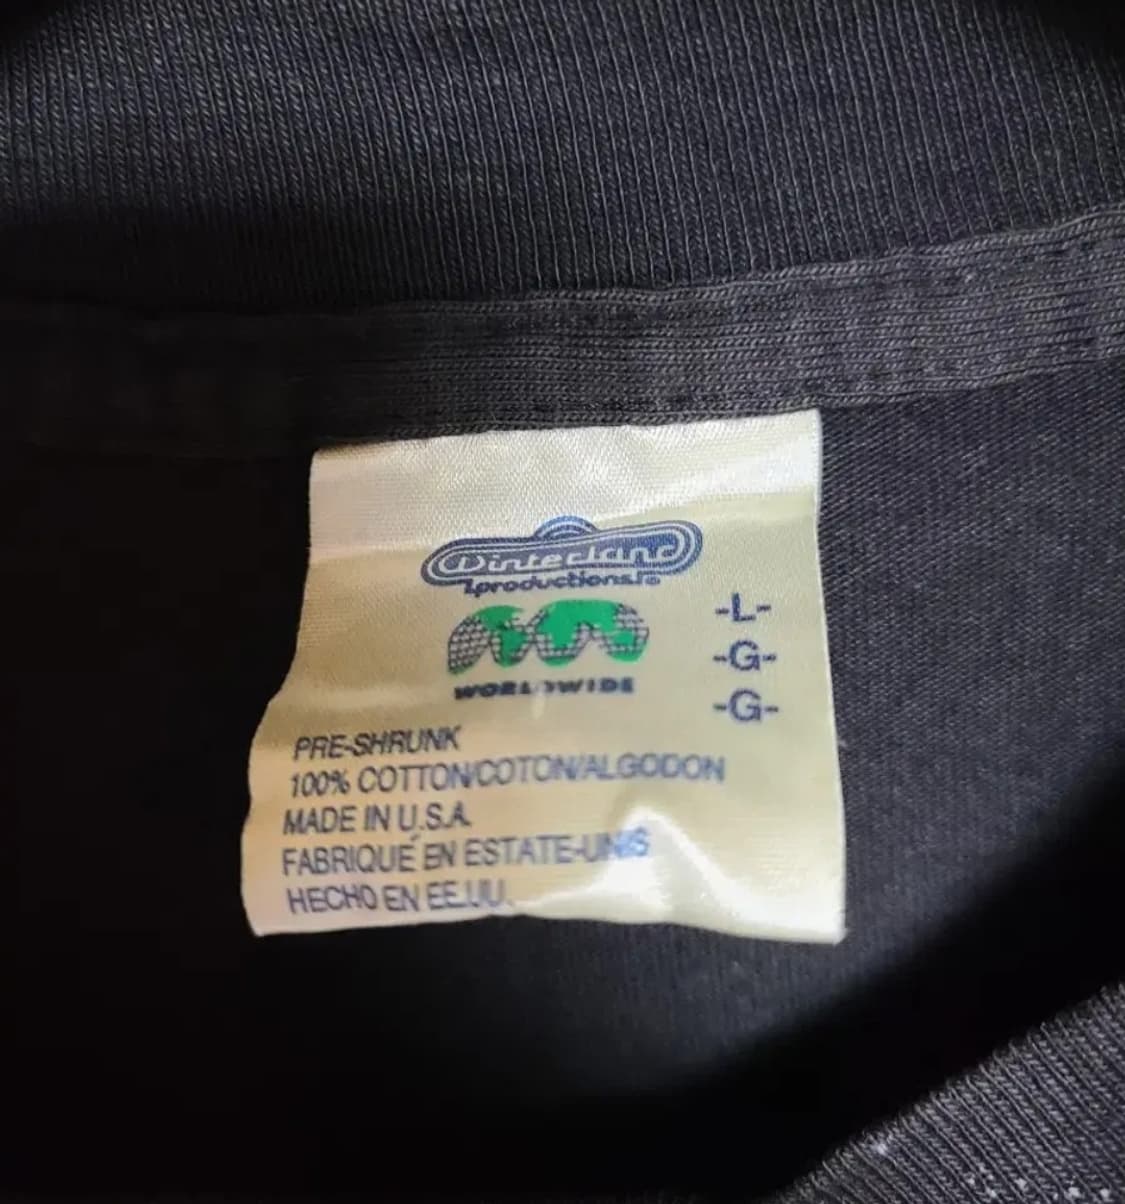 Winterland
productions
WORLDWIDE
-L-
-G-
-G-
PRE-SHRUNK
100% COTTON/COTON/ALGODON
MADE IN U.S.A.
FABRIQUÉ EN ESTATE-UNIS
HECHO EN EE.UU.